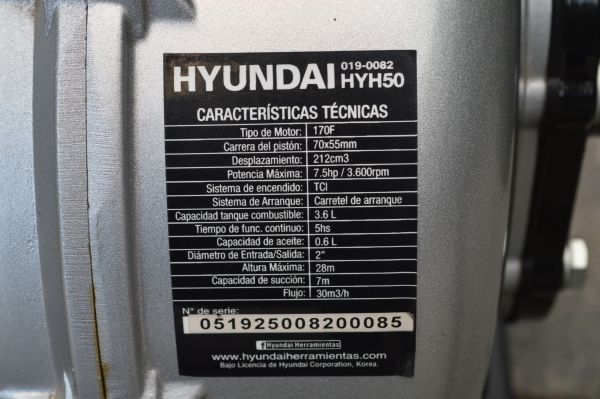 HYUNDAI 019-0082 HYH50
CARACTERÍSTICAS TÉCNICAS
Tipo de Motor: 170F
Carrera del pistón: 70x55mm
Desplazamiento: 212cm3
Potencia Máxima: 7.5hp / 3.600rpm
Sistema de encendido: TCI
Sistema de Arranque: Carretel de arranque
Capacidad tanque combustible: 3.6 L
Tiempo de func. continuo: 5hs
Capacidad de aceite: 0.6 L
Diámetro de Entrada/Salida: 2"
Altura Máxima: 28m
Capacidad de succión: 7m
Flujo: 30m3/h
N° de serie:
051925008200085
f Hyundai Herramientas
www.hyundaiherramientas.com
Bajo Licencia de Hyundai Corporation, Korea.